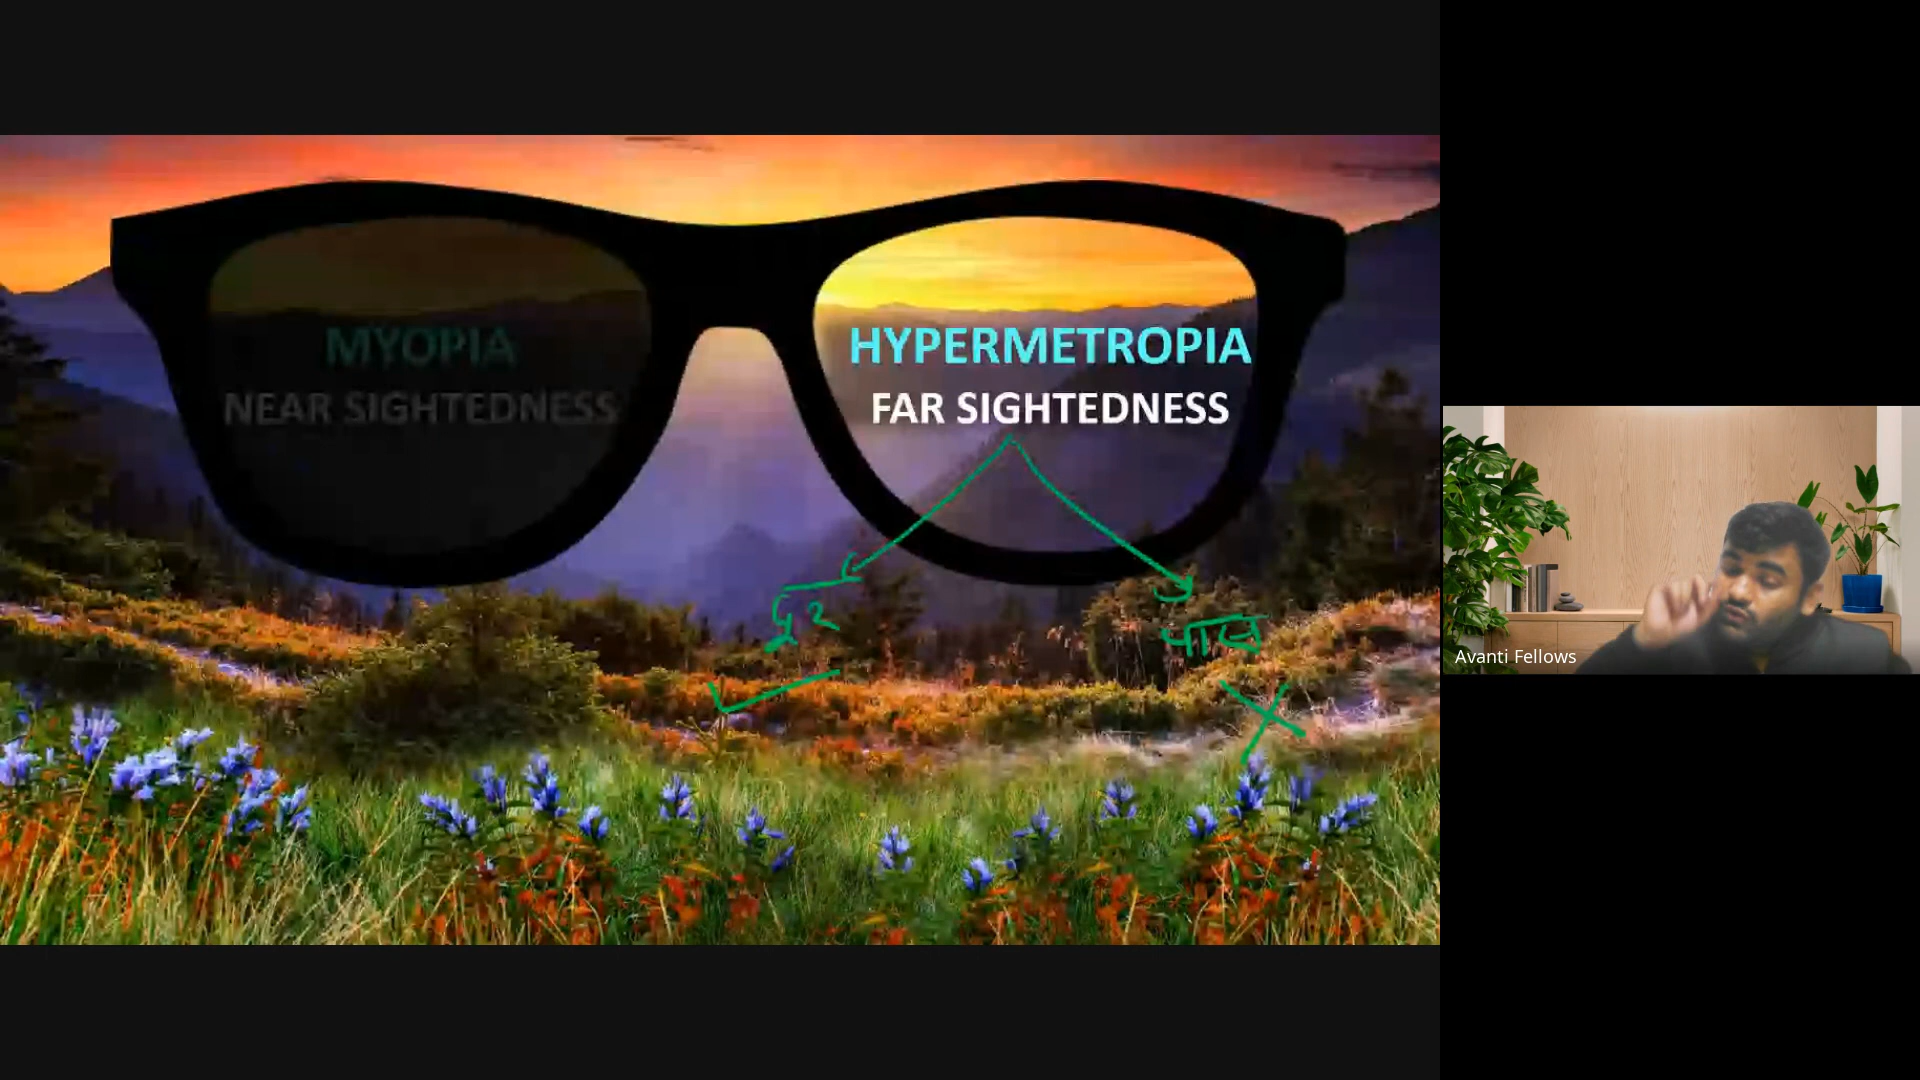 MYOPIA
NEAR SIGHTEDNESS
HYPERMETROPIA
FAR SIGHTEDNESS
दूर
पास
Avanti Fellows